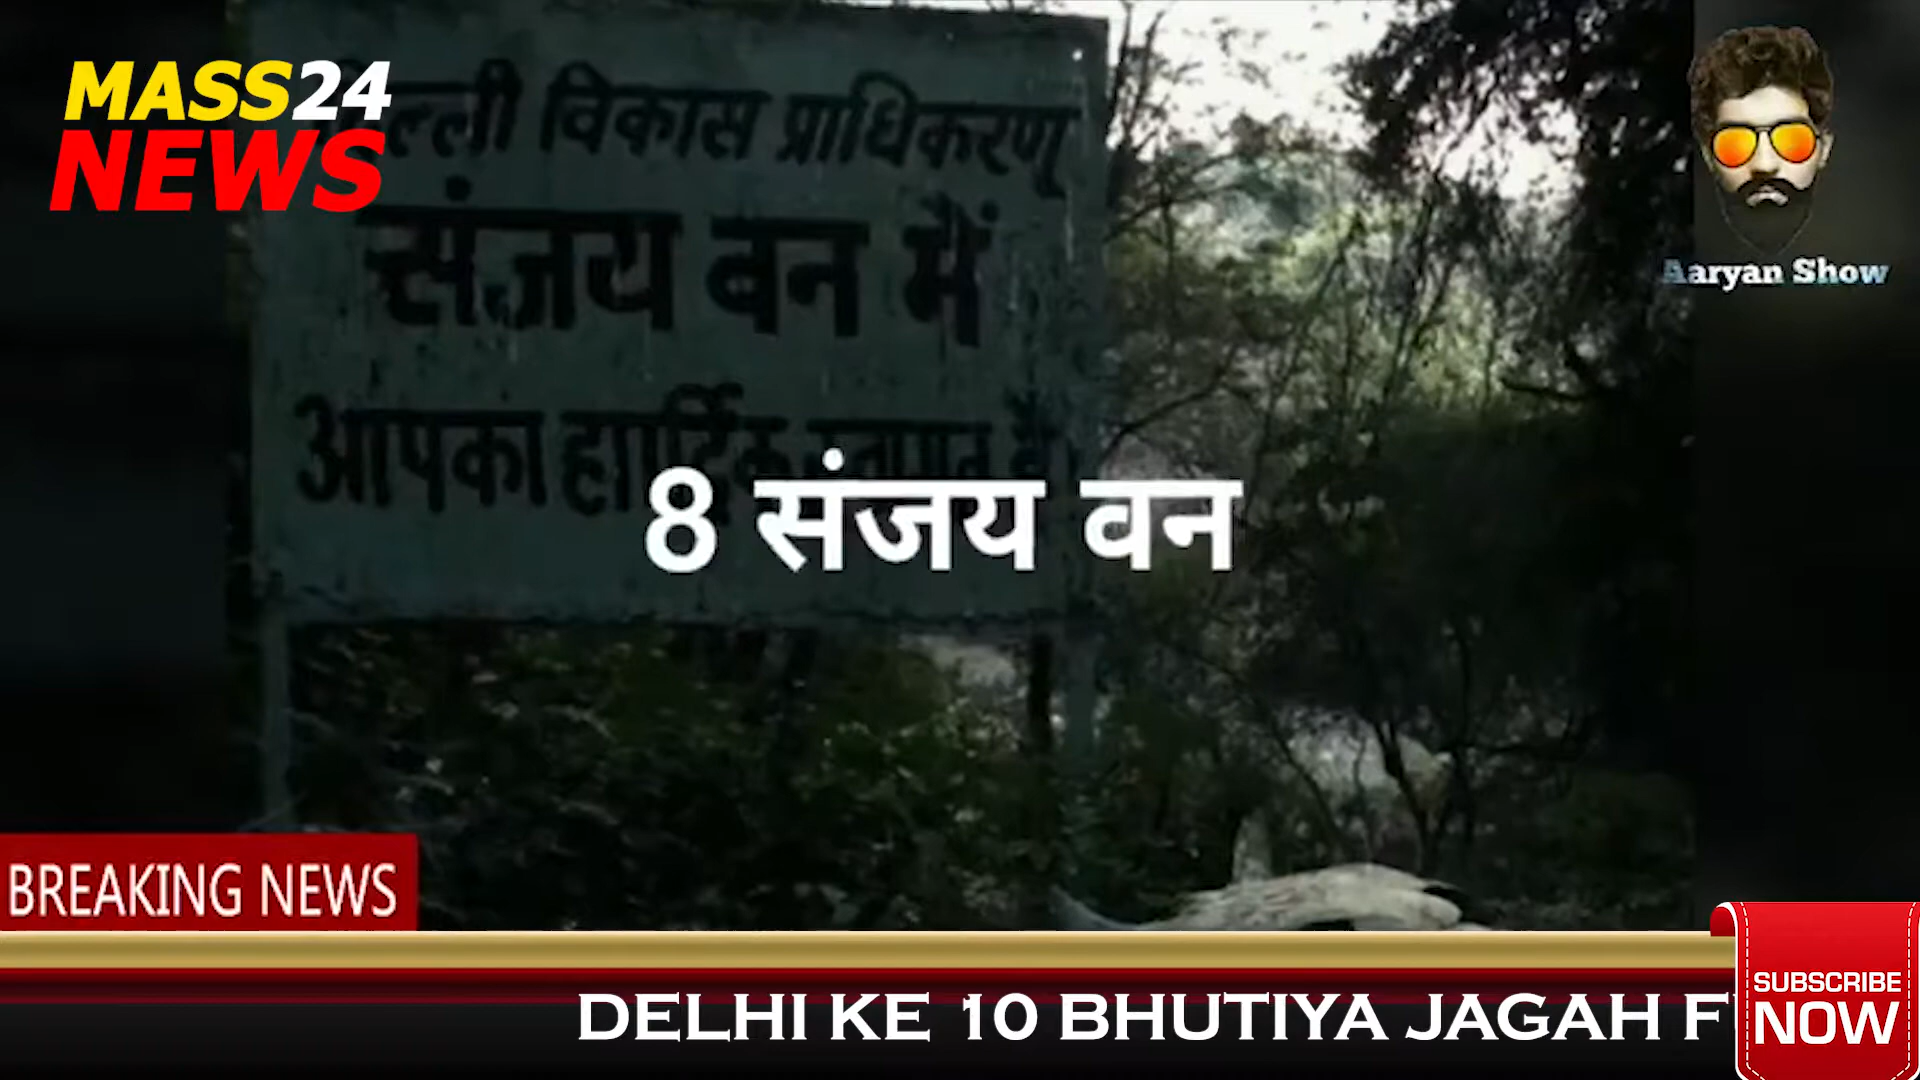 MASS24
NEWS
विकास प्राधिकरण
संजय वन में
आपका हार्दिक
Aaryan Show
8 संजय वन
BREAKING NEWS
DELHI KE 10 BHUTIYA JAGAH
SUBSCRIBE
NOW